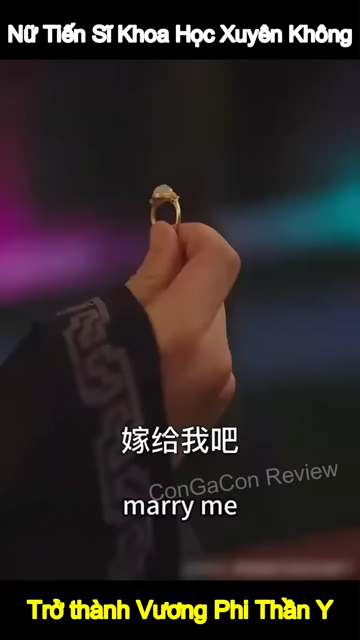 Nữ Tiến Sĩ Khoa Học Xuyên Không
嫁给我吧
ConGaCon Review
marry me
Trở thành Vương Phi Thần Y